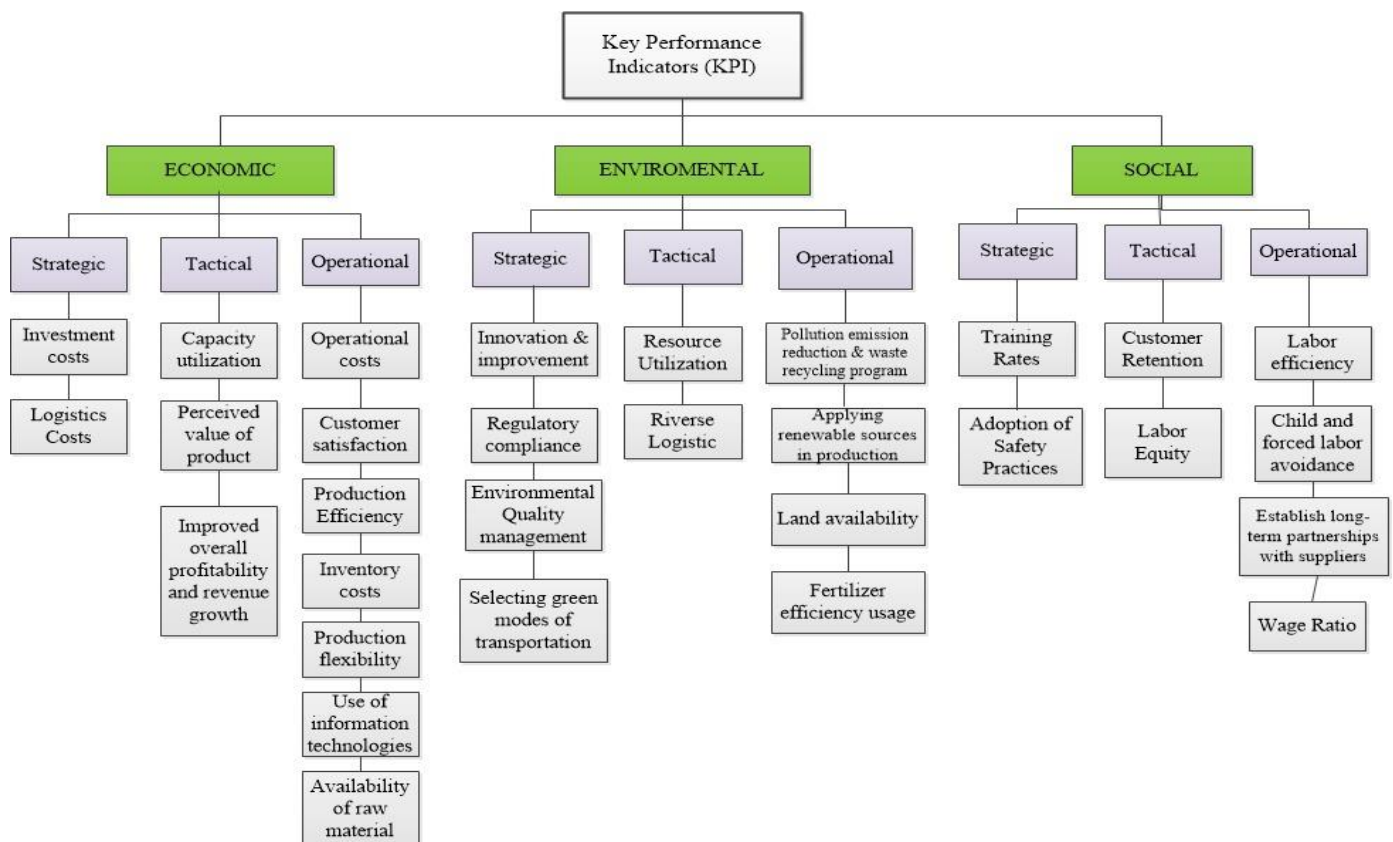 Key Performance
Indicators (KPI)
ECONOMIC
ENVIROMENTAL
SOCIAL
Strategic
Tactical
Operational
Strategic
Tactical
Operational
Strategic
Tactical
Operational
Investment
costs
Logistics
Costs
Capacity
utilization
Perceived
value of
product
Improved
overall
profitability
and revenue
growth
Operational
costs
Customer
satisfaction
Production
Efficiency
Inventory
costs
Production
flexibility
Use of
information
technologies
Availability
of raw
material
Innovation &
improvement
Regulatory
compliance
Environmental
Quality
management
Selecting green
modes of
transportation
Resource
Utilization
Riverse
Logistic
Pollution emission
reduction & waste
recycling program
Applying
renewable sources
in production
Land availability
Fertilizer
efficiency usage
Training
Rates
Adoption of
Safety
Practices
Customer
Retention
Labor
Equity
Labor
efficiency
Child and
forced labor
avoidance
Establish long-
term partnerships
with suppliers
Wage Ratio